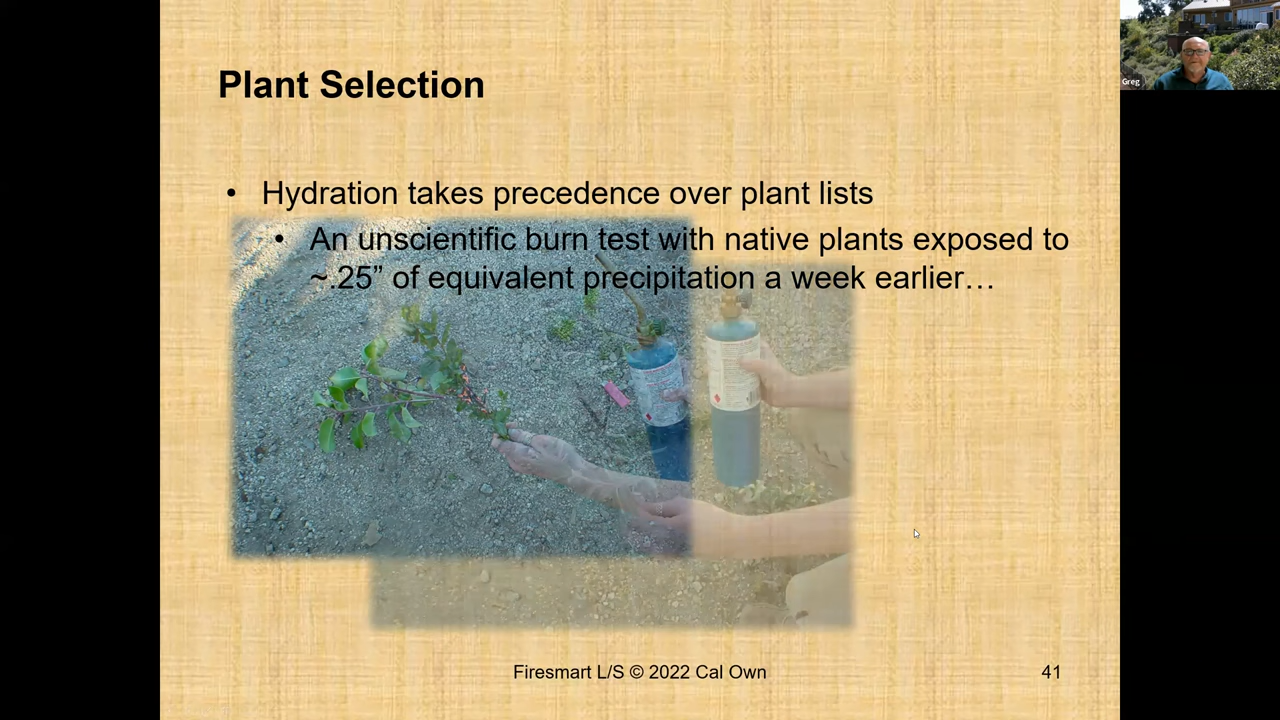 Plant Selection
• Hydration takes precedence over plant lists
• An unscientific burn test with native plants exposed to
~.25” of equivalent precipitation a week earlier…
Greg
Firesmart L/S © 2022 Cal Own
41